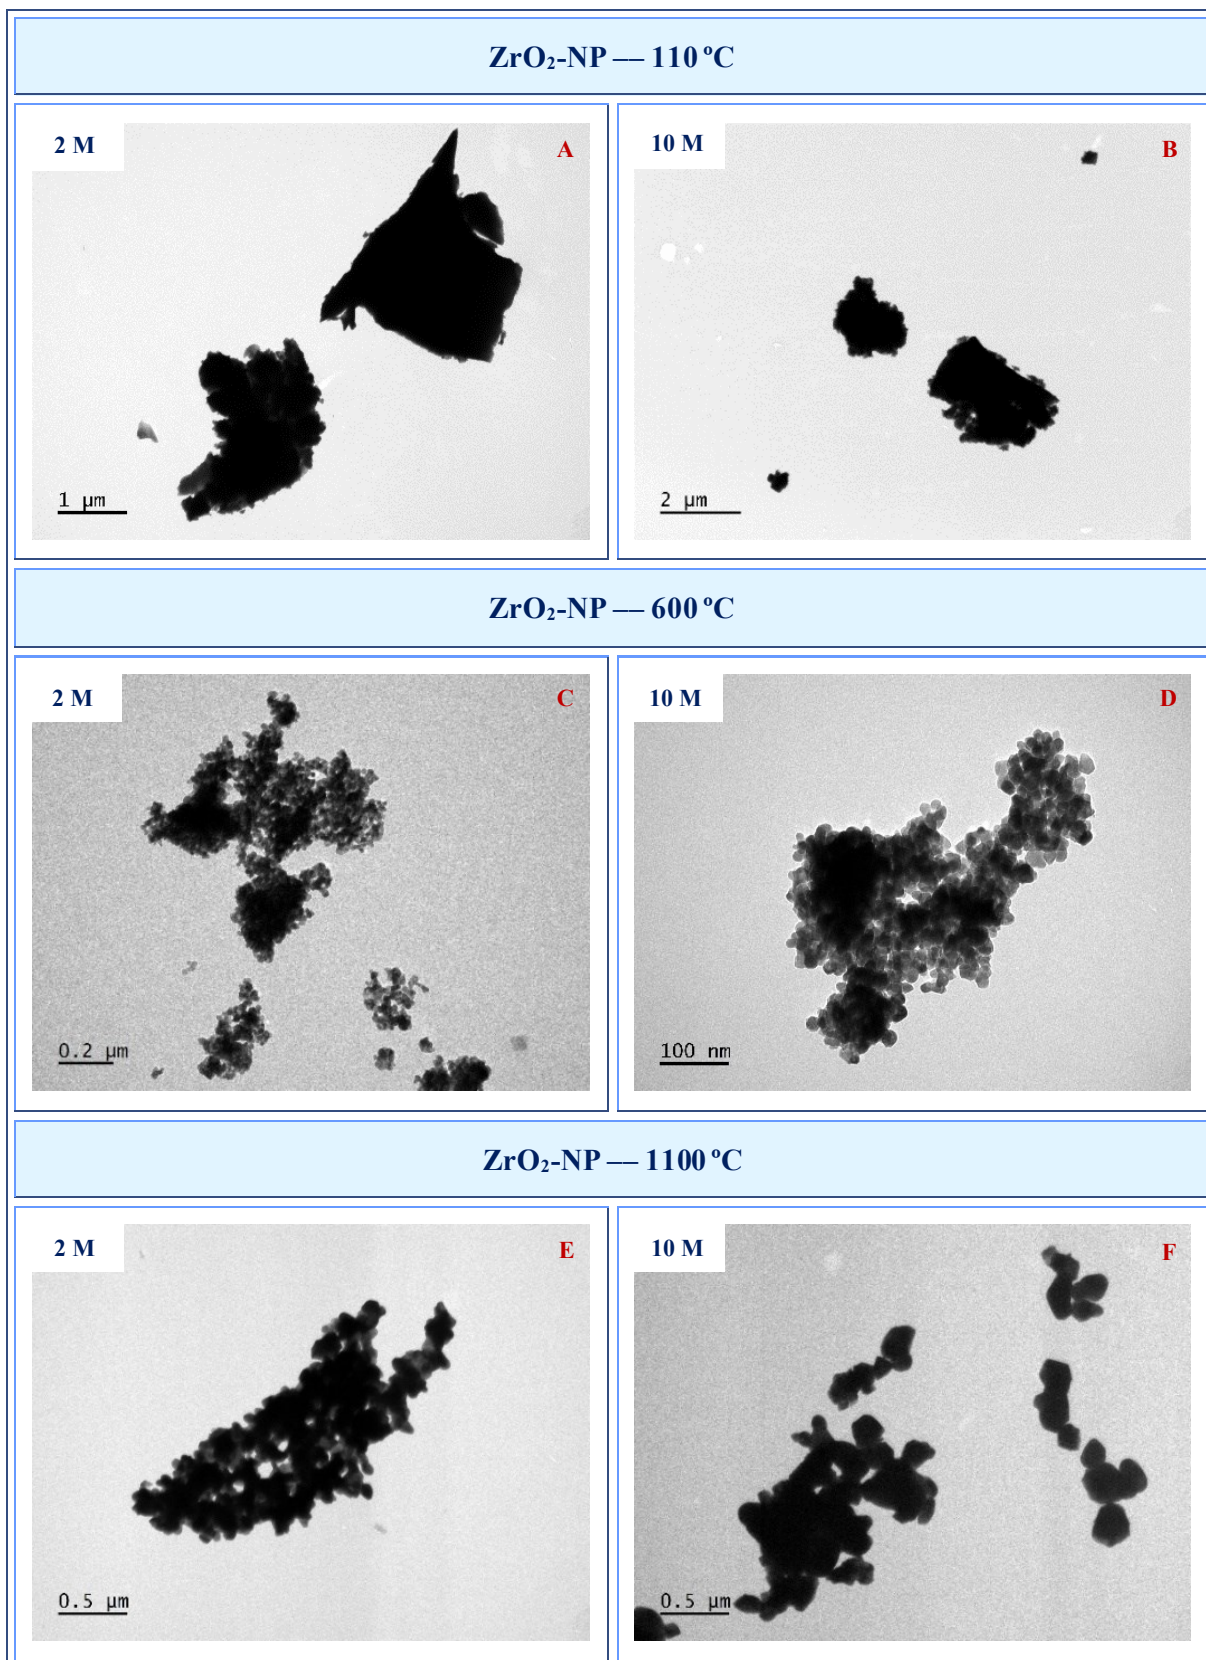 ZrO₂-NP — 110 ºC
2 M
A
10 M
B
1 µm
2 µm
ZrO₂-NP — 600 ºC
2 M
C
10 M
D
0.2 µm
100 nm
ZrO₂-NP — 1100 ºC
2 M
E
10 M
F
0.5 µm
0.5 µm